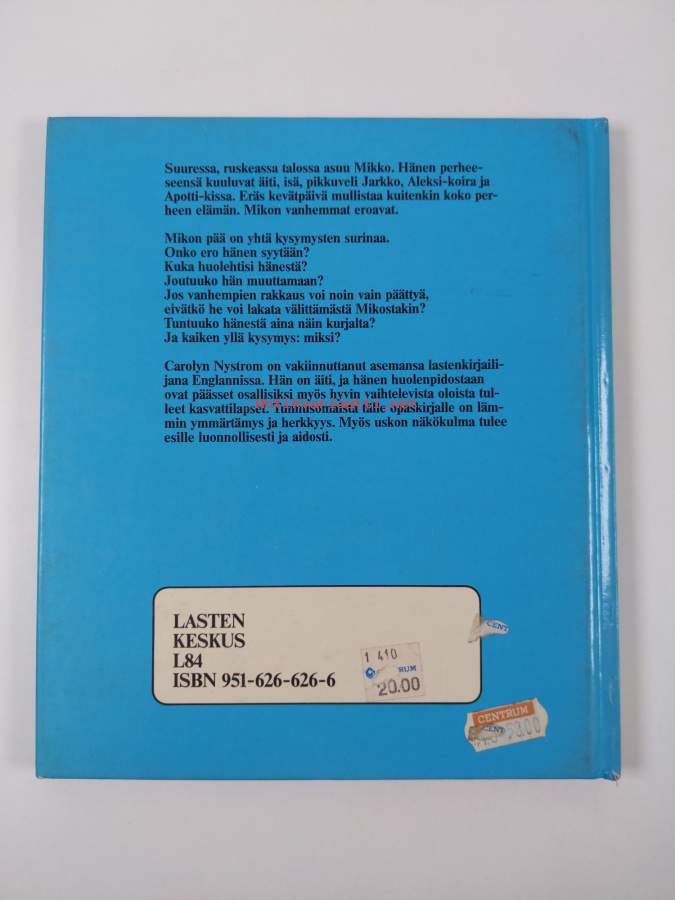 Suuressa, ruskeassa talossa asuu Mikko. Hänen perhee-
seensä kuuluvat äiti, isä, pikkuveli Jarkko, Aleksi-koira ja
Apotti-kissa. Eräs kevätpäivä mullistaa kuitenkin koko per-
heen elämän. Mikon vanhemmat eroavat.
Mikon pää on yhtä kysymysten surinaa.
Onko ero hänen syytään?
Kuka huolehtisi hänestä?
Joutuuko hän muuttamaan?
Jos vanhempien rakkaus voi noin vain päättyä,
eivätkö he voi lakata välittämästä Mikostakin?
Tuntuuko hänestä aina näin kurjalta?
Ja kaiken yllä kysymys: miksi?
Carolyn Nystrom on vakiinnuttanut asemansa lastenkirjaili-
jana Englannissa. Hän on äiti, ja hänen huolenpidostaan
ovat päässet osallisiksi myös hyvin vaihtelevista oloista tul-
leet kasvattilapset. Tunnusomaista tälle opaskirjalle on läm-
min ymmärtämys ja herkkyys. Myös uskon näkökulma tulee
esille luonnollisesti ja aidosti.
antikvariaatti.net
LASTEN
KESKUS
L84
ISBN 951-626-626-6
1 410
RUM
20.00
CENT
CENTRUM
CENT